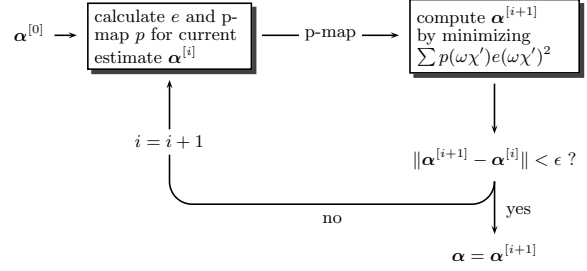 α^[0]
calculate e and p-
map p for current
estimate α^[i]
p-map
compute α^[i+1]
by minimizing
∑ p(ωχ′)e(ωχ′)²
i = i + 1
‖α^[i+1] − α^[i]‖ < ϵ ?
no
yes
α = α^[i+1]